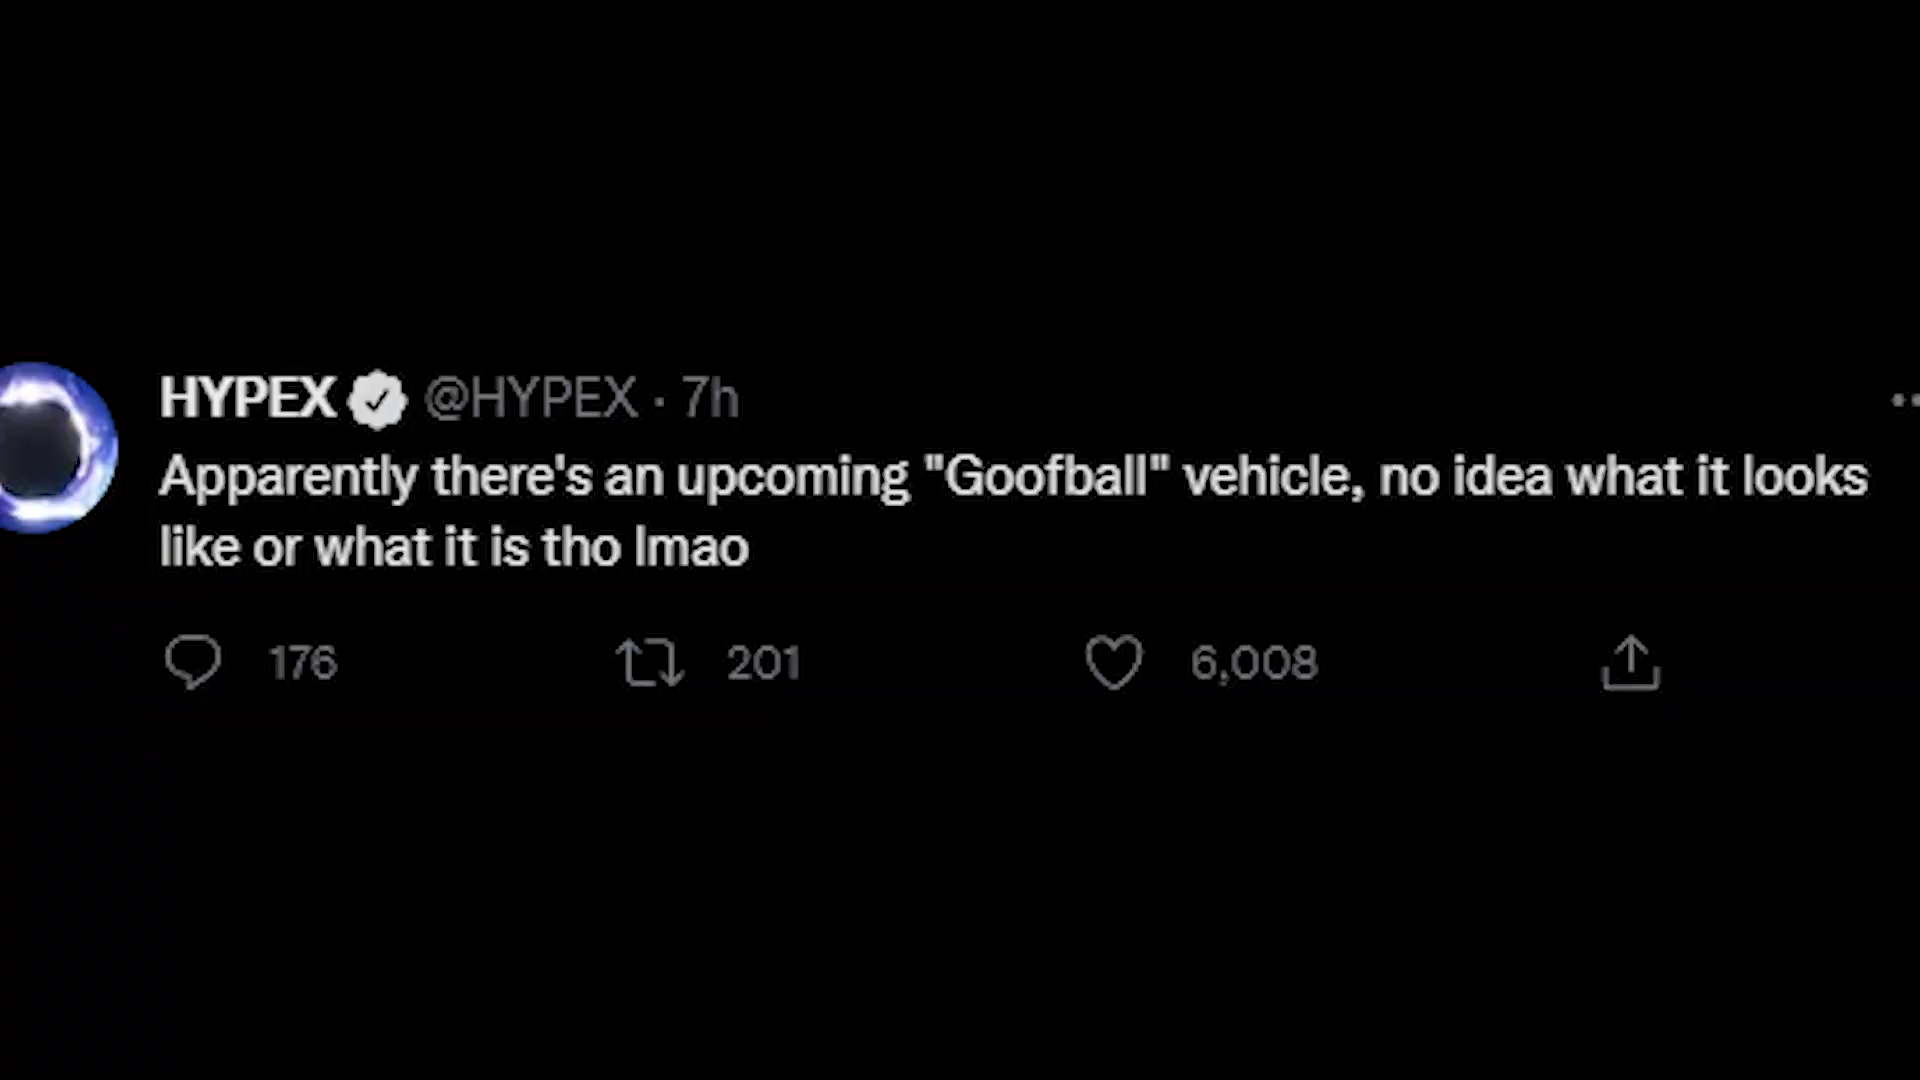 HYPEX @HYPEX · 7h
Apparently there's an upcoming "Goofball" vehicle, no idea what it looks
like or what it is tho lmao
176 201 6,008